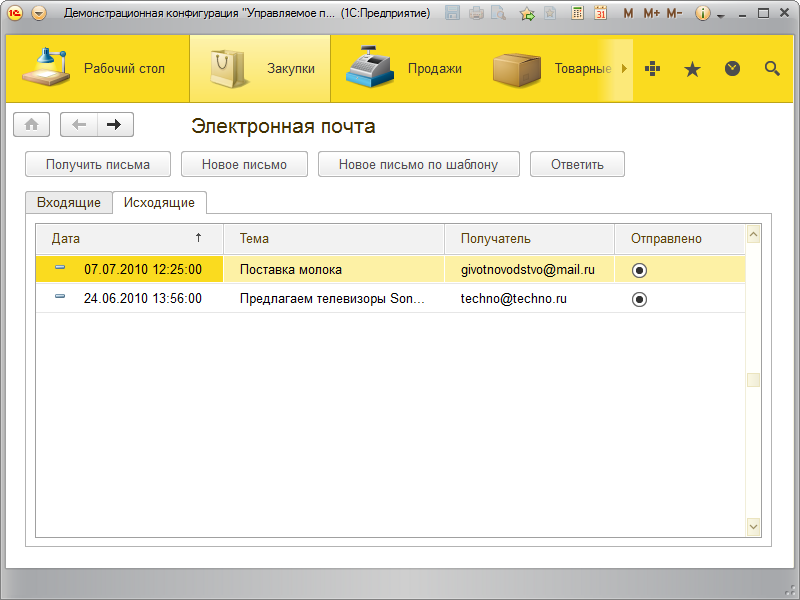 Демонстрационная конфигурация "Управляемое п... (1С:Предприятие)
31 M M+ M-
Рабочий стол
Закупки
Продажи
Товарные
Электронная почта
Получить письма
Новое письмо
Новое письмо по шаблону
Ответить
Входящие
Исходящие
Дата ↑ Тема Получатель Отправлено
07.07.2010 12:25:00 Поставка молока givotnovodstvo@mail.ru
24.06.2010 13:56:00 Предлагаем телевизоры Son... techno@techno.ru